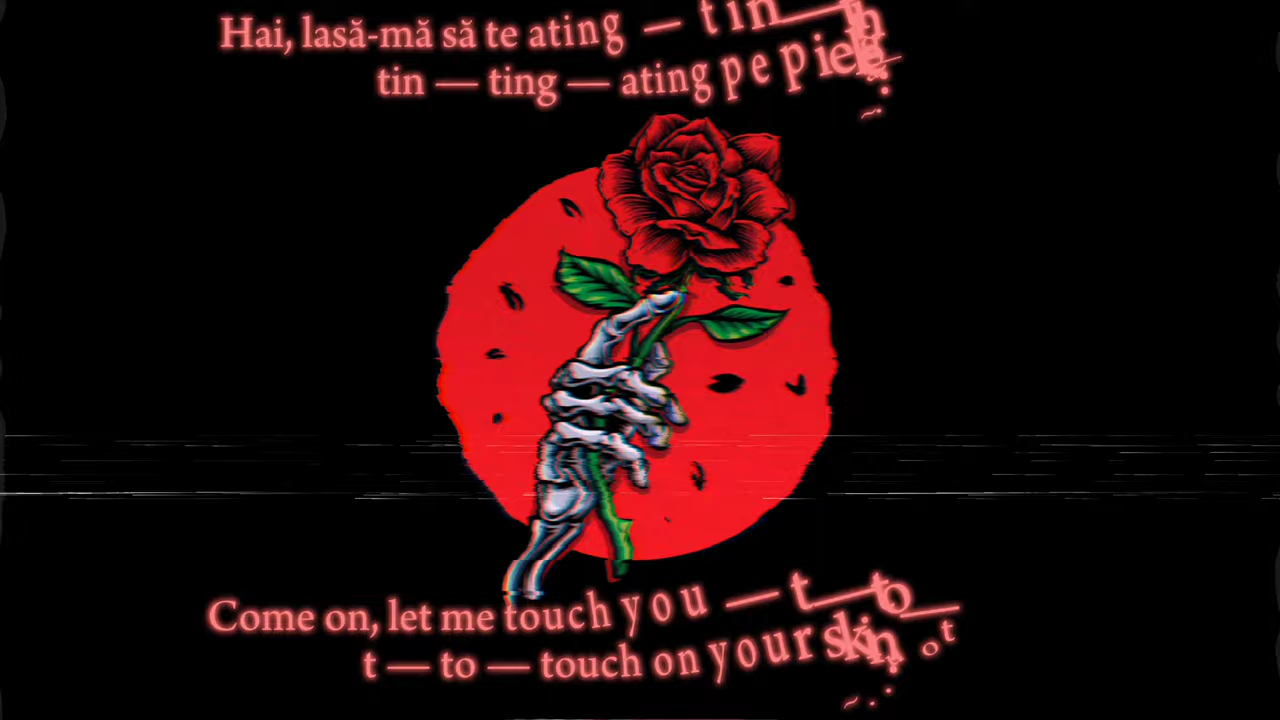 Hai, lasă-mă să te ating — tin
tin — ting — ating pe piele
Come on, let me touch you — t — to
t — to — touch on your skin